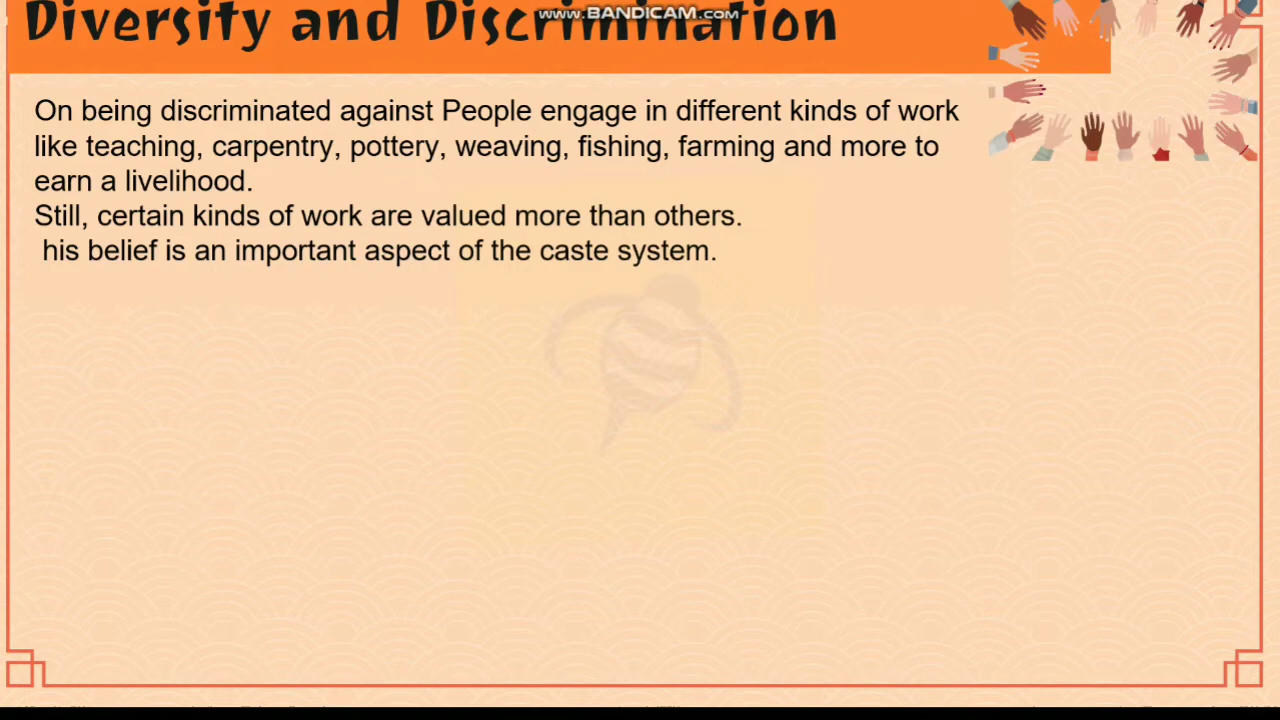 www.BANDICAM.com
Diversity and Discrimination
On being discriminated against People engage in different kinds of work
like teaching, carpentry, pottery, weaving, fishing, farming and more to
earn a livelihood.
Still, certain kinds of work are valued more than others.
his belief is an important aspect of the caste system.